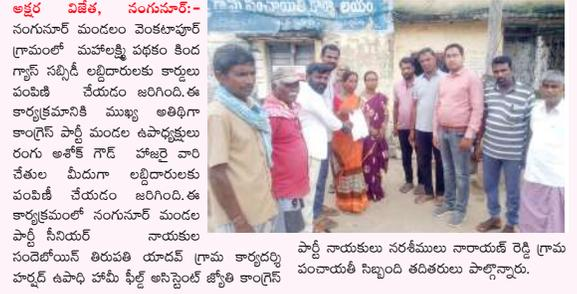 అక్షర విజేత, నంగునూర్:-
నంగునూర్ మండలం వెంకటాపూర్
గ్రామంలో మహాలక్ష్మి పథకం కింద
గ్యాస్ సబ్సిడీ లబ్దిదారులకు కార్డులు
పంపిణి చేయడం జరిగింది.ఈ
కార్యక్రమానికి ముఖ్య అతిథిగా
కాంగ్రెస్ పార్టీ మండల ఉపాధ్యక్షులు
రంగు అశోక్ గౌడ్ హాజరై వారి
చేతుల మీదుగా లబ్దిదారులకు
పంపిణీ చేయడం జరిగింది.ఈ
కార్యక్రమంలో నంగునూర్ మండల
పార్టీ సీనియర్ నాయకుల
సందెబోయిన్ తిరుపతి యాదవ్ గ్రామ కార్యదర్శి
హర్షద్ ఉపాధి హామీ ఫీల్డ్ అసిస్టెంట్ జ్యోతి కాంగ్రెస్
పార్టీ నాయకులు నరశీములు నారాయణ్ రెడ్డి గ్రామ
పంచాయతీ సిబ్బంది తదితరులు పాల్గొన్నారు.